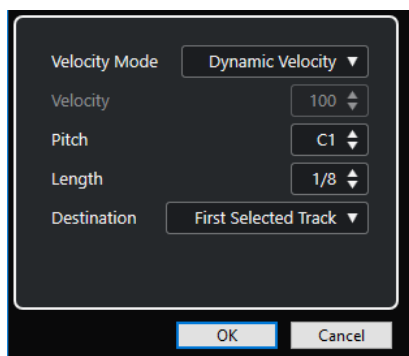 Velocity Mode Dynamic Velocity
Velocity 100
Pitch C1
Length 1/8
Destination First Selected Track
OK Cancel